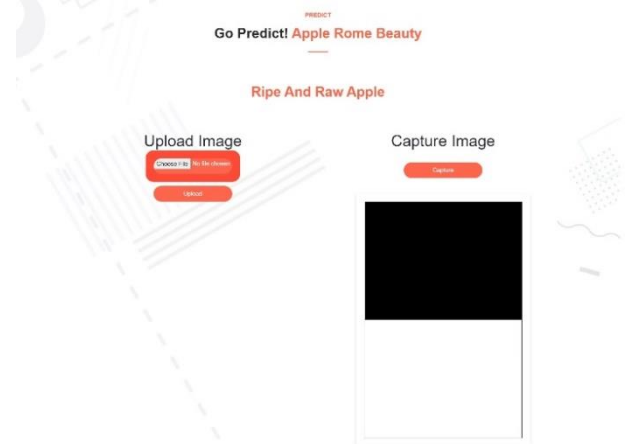 PREDICT
Go Predict! Apple Rome Beauty
Ripe And Raw Apple
Upload Image
Choose File No file chosen
Upload
Capture Image
Capture